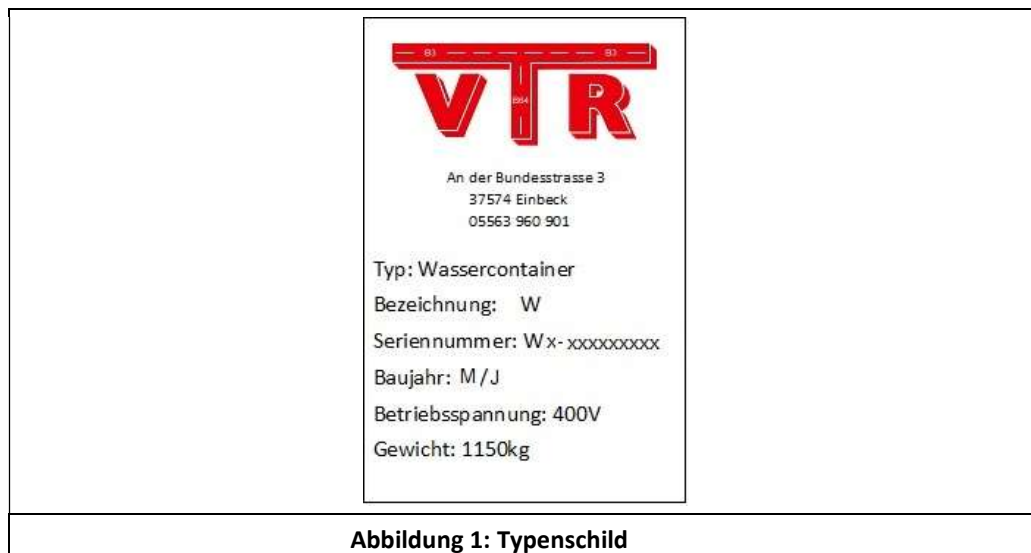 B3 B3
VTR
B64
An der Bundesstrasse 3
37574 Einbeck
05563 960 901
Typ: Wassercontainer
Bezeichnung: W
Seriennummer: Wx-xxxxxxxxx
Baujahr: M/J
Betriebsspannung: 400V
Gewicht: 1150kg
Abbildung 1: Typenschild